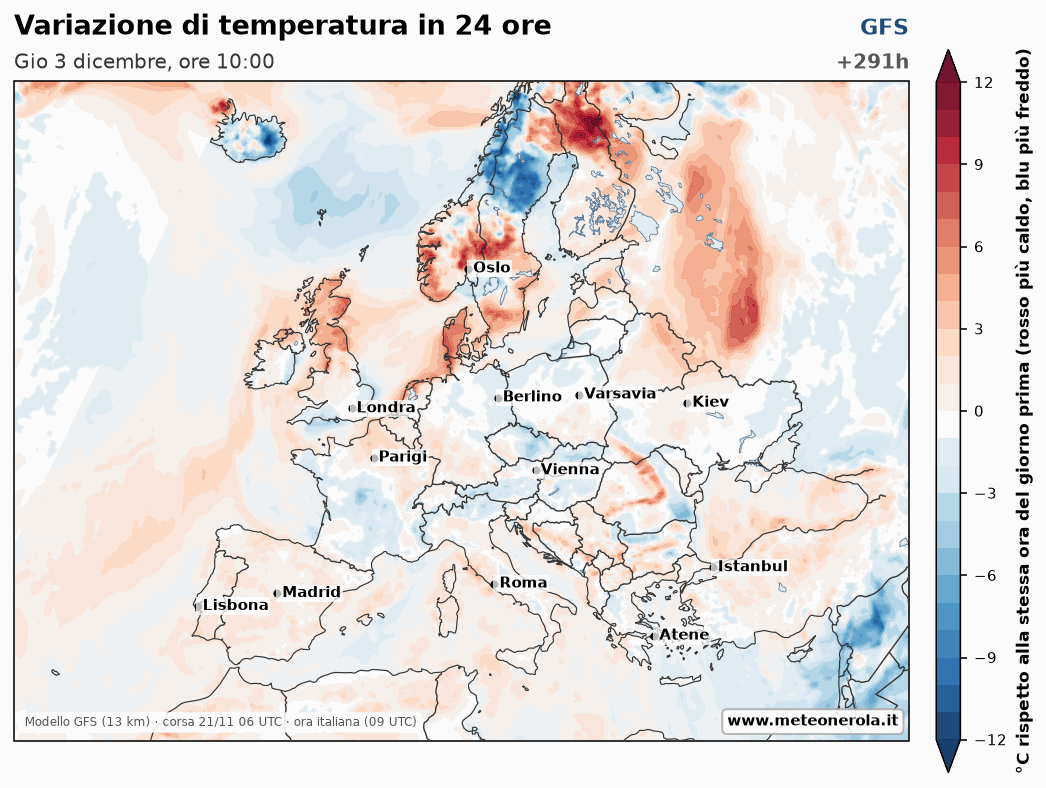 Variazione di temperatura in 24 ore
GFS
Gio 3 dicembre, ore 10:00
+291h
Oslo
Londra
Berlino
Varsavia
Kiev
Parigi
Vienna
Istanbul
Roma
Madrid
Lisbona
Atene
Modello GFS (13 km) · corsa 21/11 06 UTC · ora italiana (09 UTC)
www.meteonerola.it
12
9
6
3
0
−3
−6
−9
−12
°C rispetto alla stessa ora del giorno prima (rosso più caldo, blu più freddo)